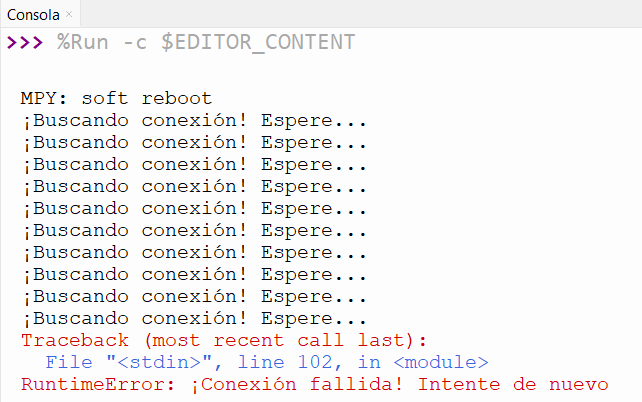 Consola ×
>>> %Run -c $EDITOR_CONTENT
MPY: soft reboot
¡Buscando conexión! Espere...
¡Buscando conexión! Espere...
¡Buscando conexión! Espere...
¡Buscando conexión! Espere...
¡Buscando conexión! Espere...
¡Buscando conexión! Espere...
¡Buscando conexión! Espere...
¡Buscando conexión! Espere...
¡Buscando conexión! Espere...
¡Buscando conexión! Espere...
Traceback (most recent call last):
  File "<stdin>", line 102, in <module>
RuntimeError: ¡Conexión fallida! Intente de nuevo